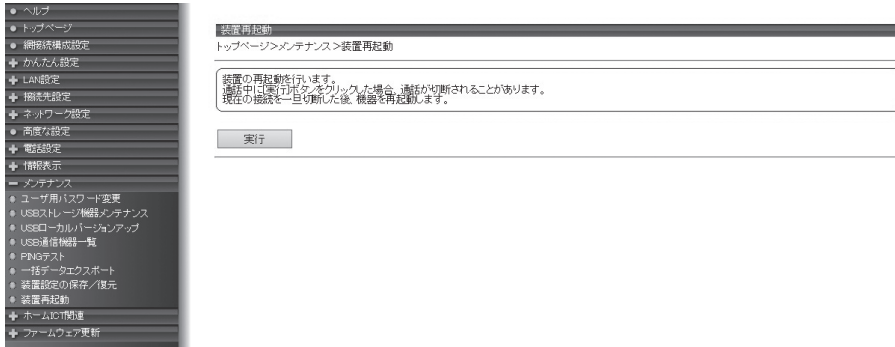 ヘルプ
トップページ
網接続構成設定
かんたん設定
LAN設定
接続先設定
ネットワーク設定
高度な設定
電話設定
情報表示
メンテナンス
ユーザ用パスワード変更
USBストレージ機器メンテナンス
USBローカルバージョンアップ
USB通信機器一覧
PINGテスト
一括データエクスポート
装置設定の保存／復元
装置再起動
ホームICT関連
ファームウェア更新
装置再起動
トップページ>メンテナンス>装置再起動
装置の再起動を行います。
通話中に[実行]ボタンをクリックした場合、通話が切断されることがあります。
現在の接続を一旦切断した後、機器を再起動します。
実行